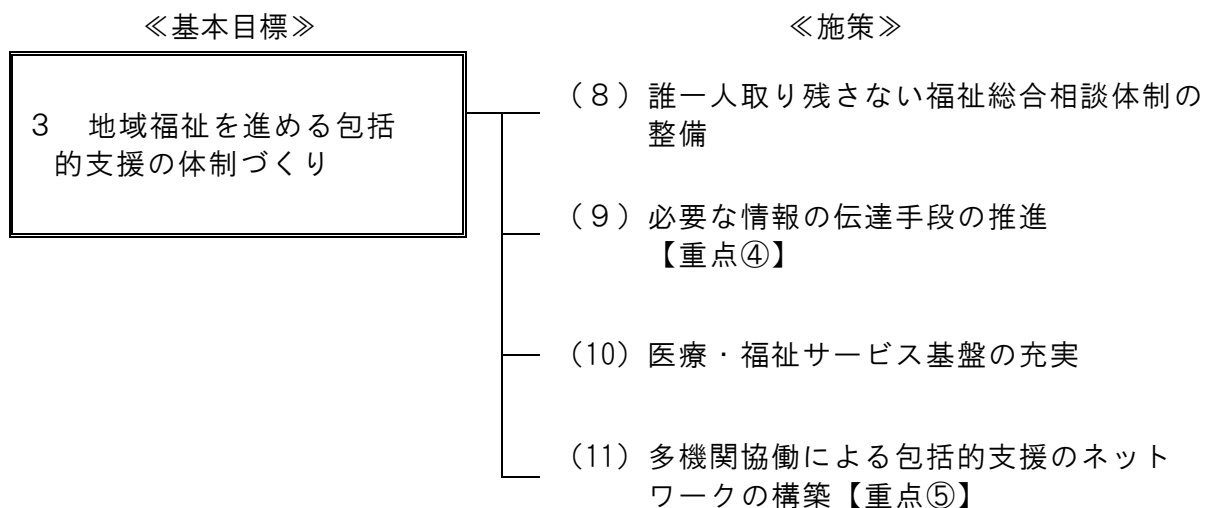 ≪基本目標≫
≪施策≫
３　地域福祉を進める包括
的支援の体制づくり
（８）誰一人取り残さない福祉総合相談体制の
整備
（９）必要な情報の伝達手段の推進
【重点④】
（10）医療・福祉サービス基盤の充実
（11）多機関協働による包括的支援のネット
ワークの構築【重点⑤】